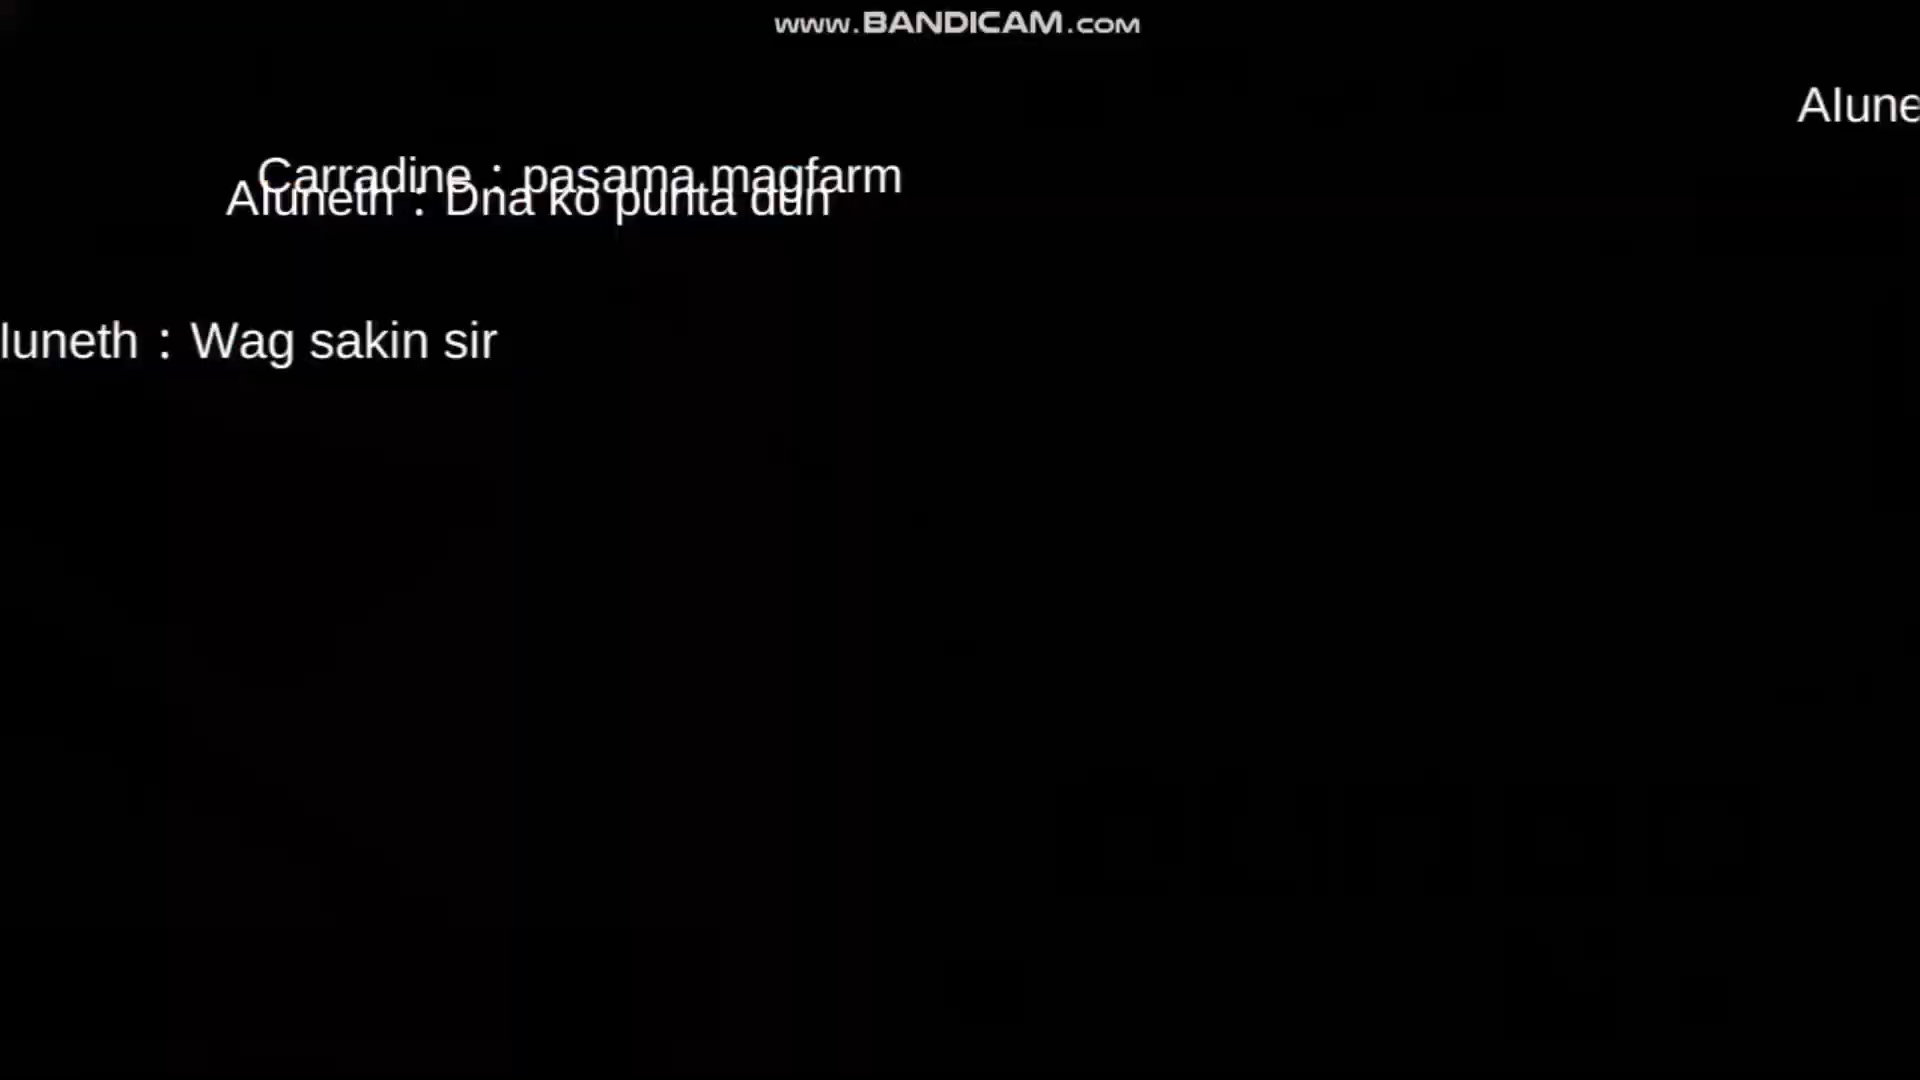 www.BANDICAM.com
Alune
Carradine : pasama magfarm
Aluneth : Dna ko punta dun
luneth : Wag sakin sir